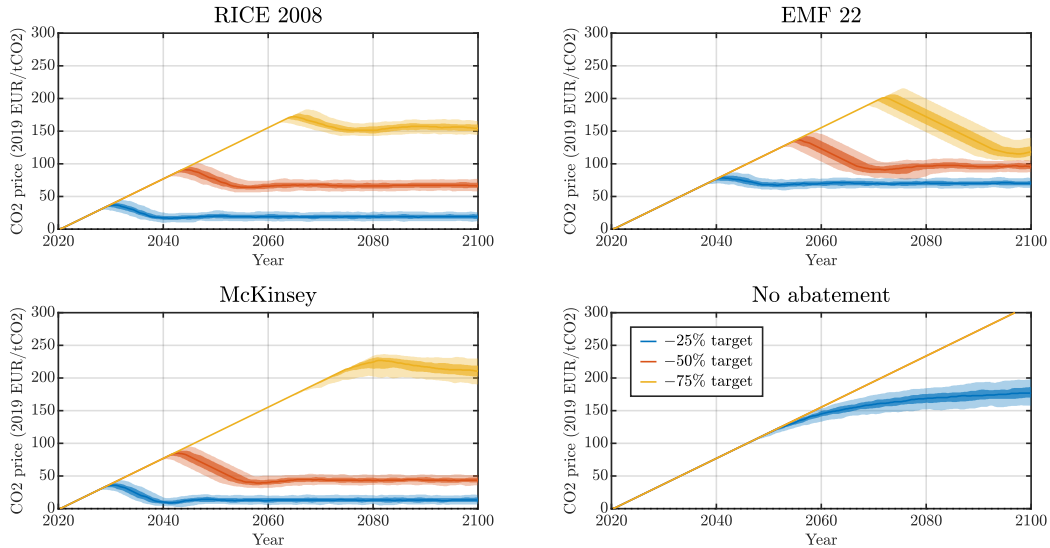 RICE 2008
CO2 price (2019 EUR/tCO2)
300
250
200
150
100
50
0
2020 2040 2060 2080 2100
Year
EMF 22
CO2 price (2019 EUR/tCO2)
300
250
200
150
100
50
0
2020 2040 2060 2080 2100
Year
McKinsey
CO2 price (2019 EUR/tCO2)
300
250
200
150
100
50
0
2020 2040 2060 2080 2100
Year
No abatement
CO2 price (2019 EUR/tCO2)
300
250
200
150
100
50
0
−25% target
−50% target
−75% target
2020 2040 2060 2080 2100
Year